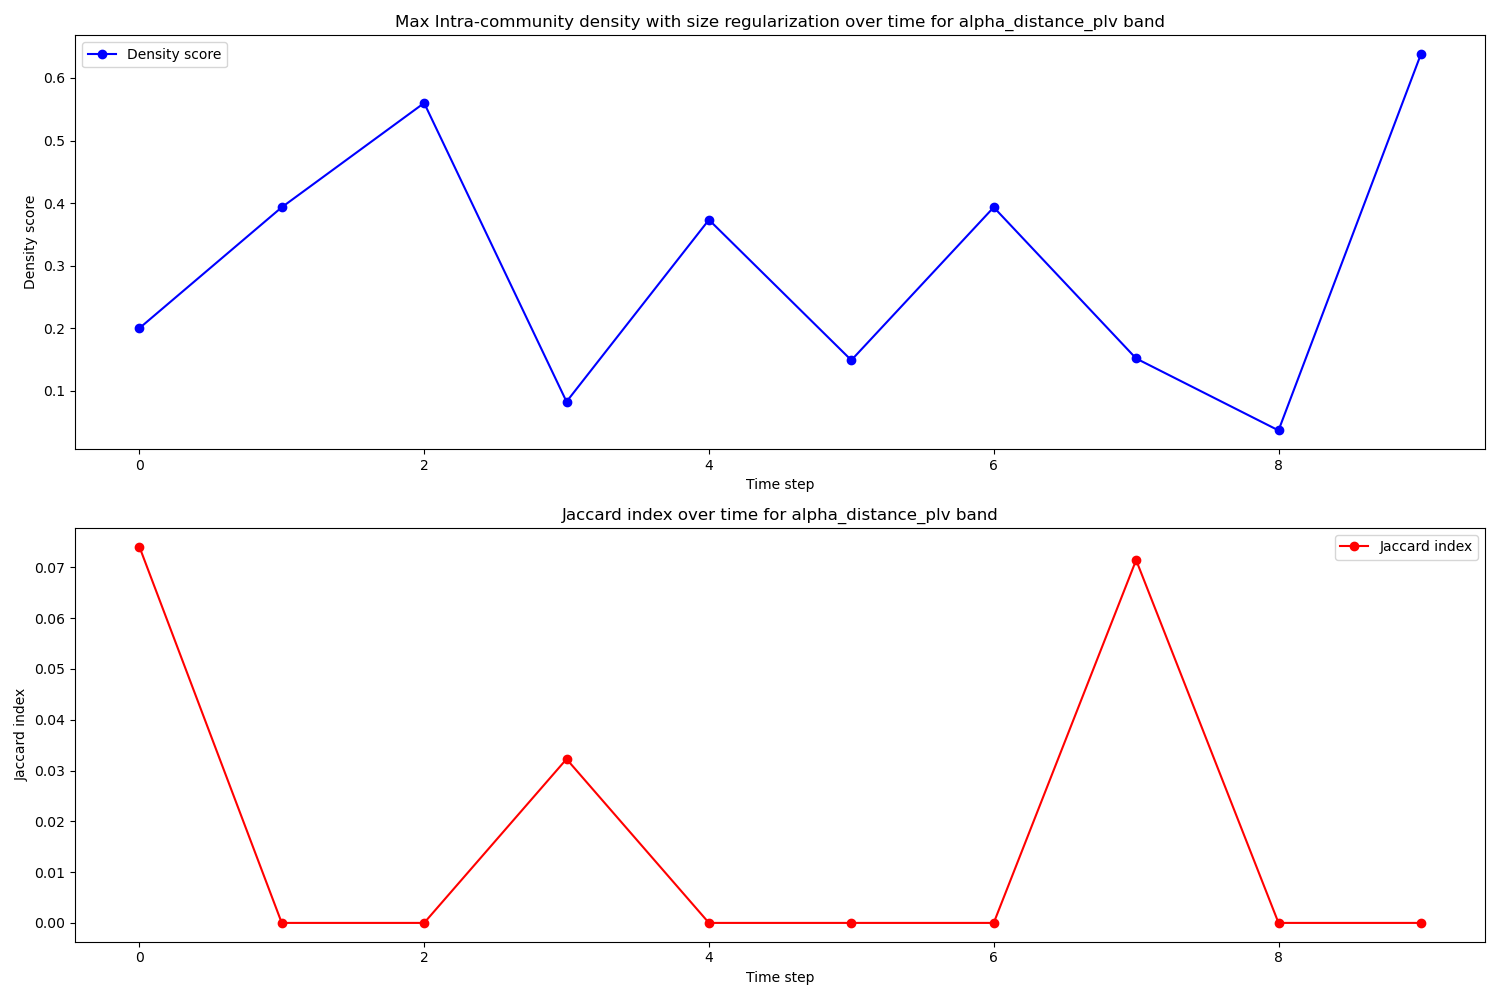 Max Intra-community density with size regularization over time for alpha_distance_plv band
Density score
0.6
0.5
0.4
0.3
0.2
0.1
Density score
0 2 4 6 8
Time step
Jaccard index over time for alpha_distance_plv band
Jaccard index
0.07
0.06
0.05
0.04
0.03
0.02
0.01
0.00
Jaccard index
0 2 4 6 8
Time step